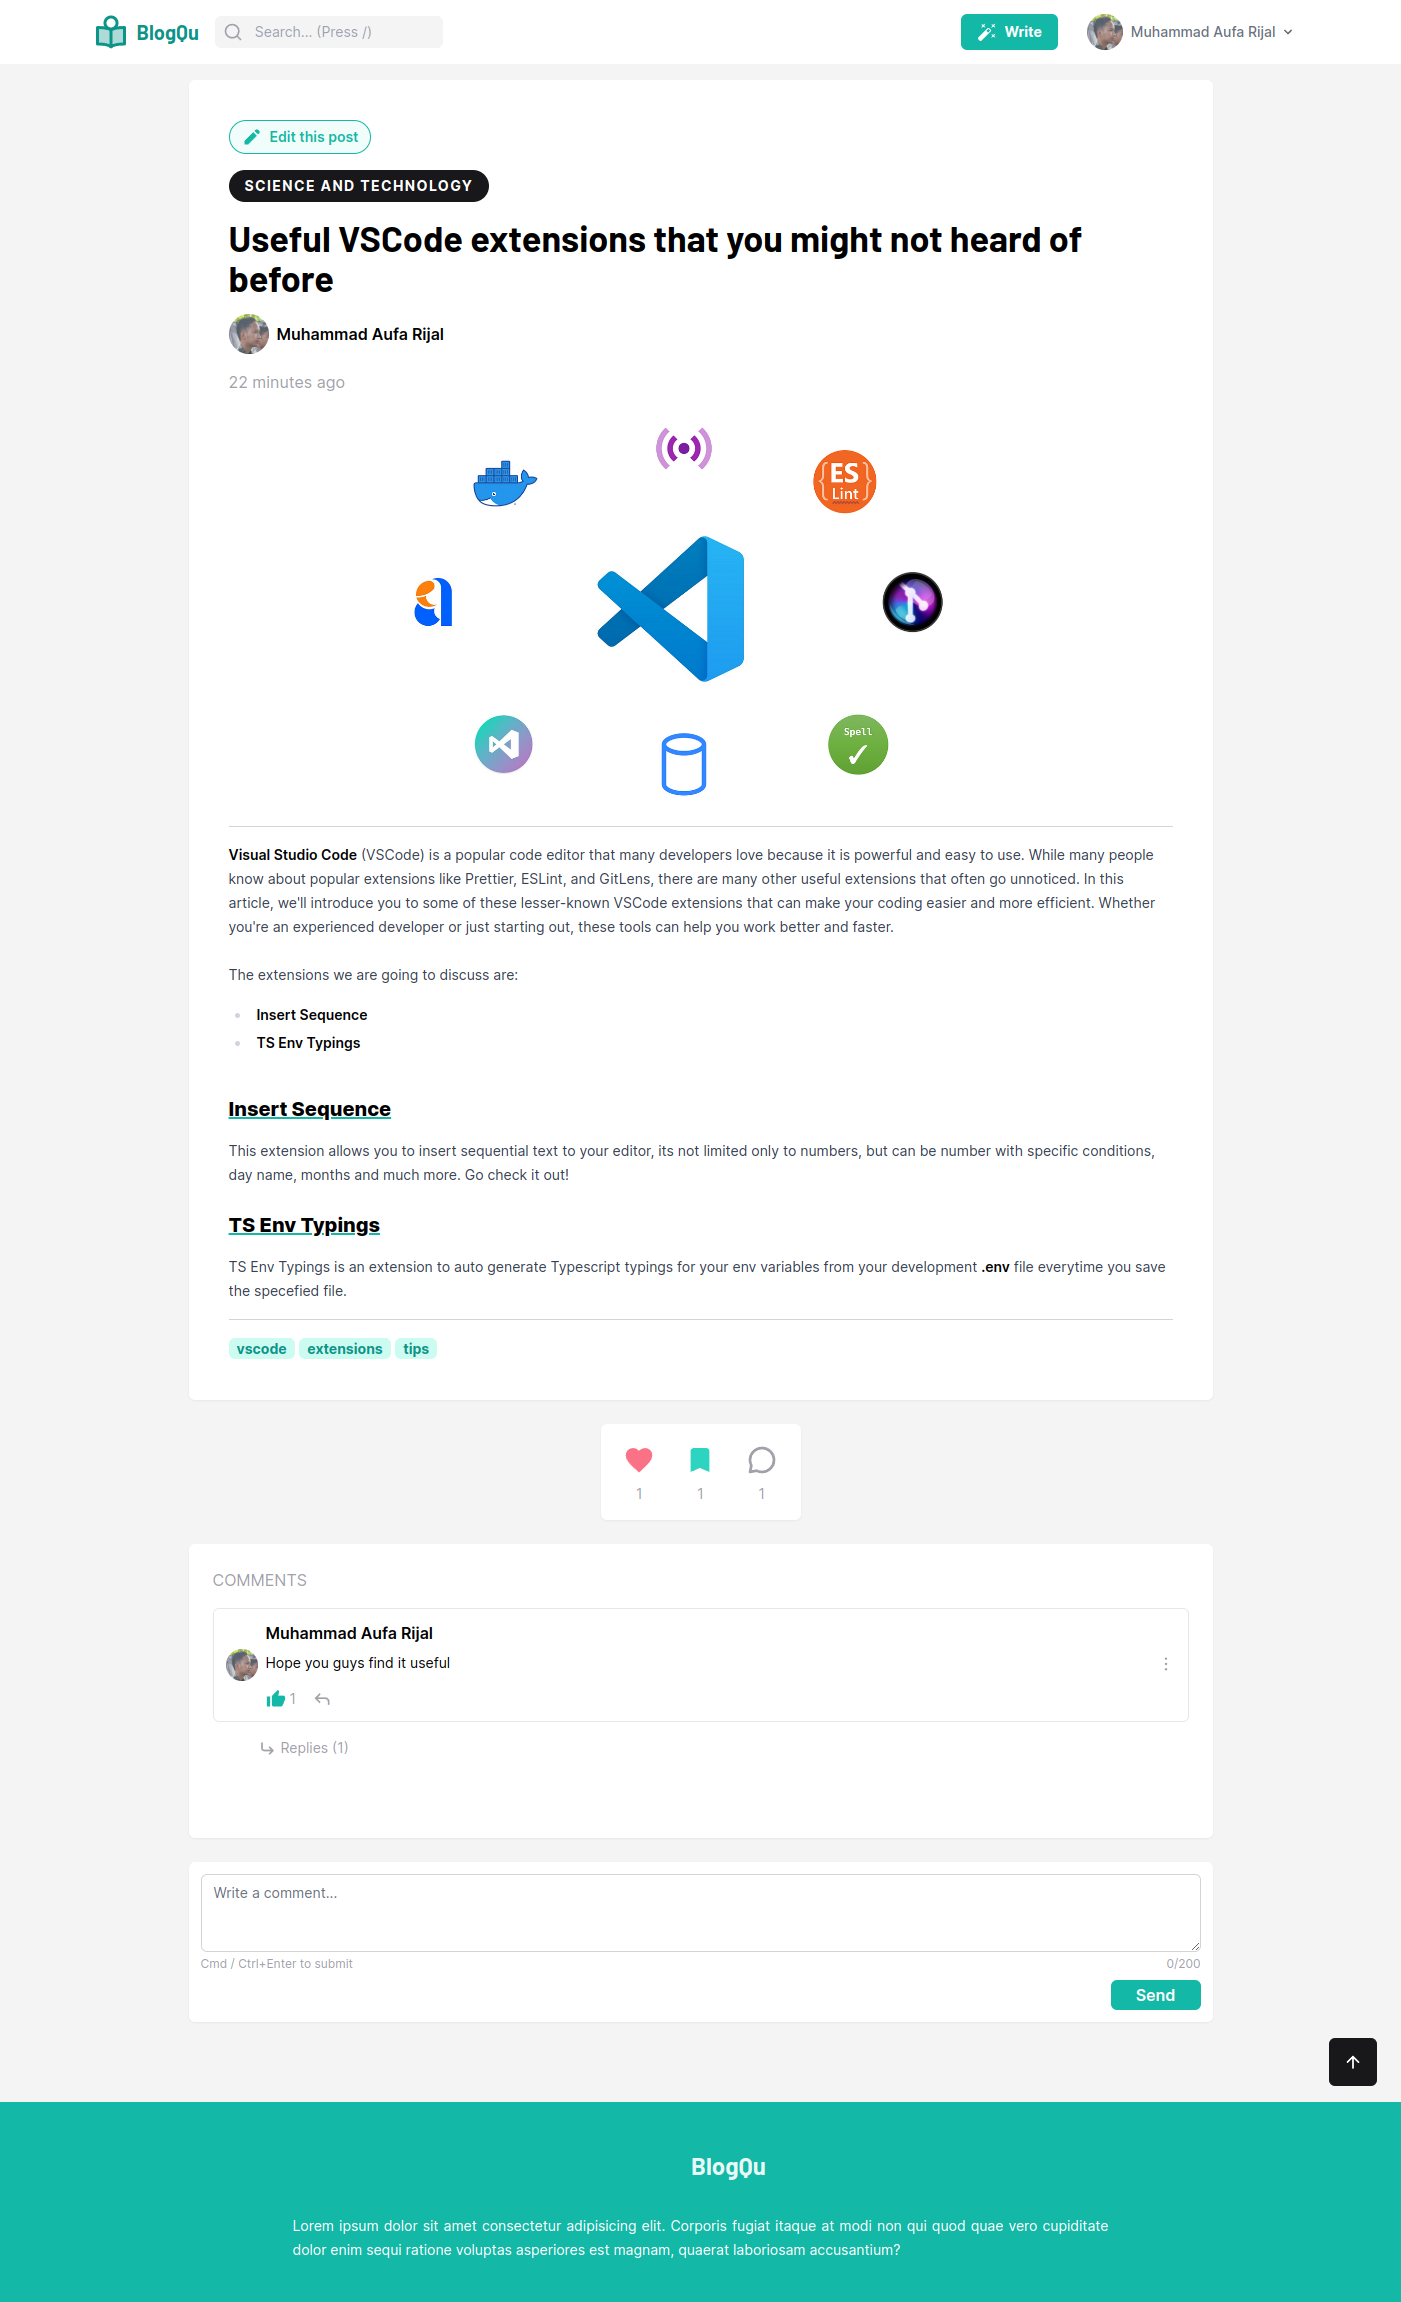 BlogQu
Search... (Press /)
Write
Muhammad Aufa Rijal
Edit this post
SCIENCE AND TECHNOLOGY
Useful VSCode extensions that you might not heard of
before
Muhammad Aufa Rijal
22 minutes ago
ES
Lint
Spell
Visual Studio Code (VSCode) is a popular code editor that many developers love because it is powerful and easy to use. While many people
know about popular extensions like Prettier, ESLint, and GitLens, there are many other useful extensions that often go unnoticed. In this
article, we'll introduce you to some of these lesser-known VSCode extensions that can make your coding easier and more efficient. Whether
you're an experienced developer or just starting out, these tools can help you work better and faster.
The extensions we are going to discuss are:
Insert Sequence
TS Env Typings
Insert Sequence
This extension allows you to insert sequential text to your editor, its not limited only to numbers, but can be number with specific conditions,
day name, months and much more. Go check it out!
TS Env Typings
TS Env Typings is an extension to auto generate Typescript typings for your env variables from your development .env file everytime you save
the specefied file.
vscode extensions tips
1 1 1
COMMENTS
Muhammad Aufa Rijal
Hope you guys find it useful
1
Replies (1)
Write a comment...
Cmd / Ctrl+Enter to submit
0/200
Send
BlogQu
Lorem ipsum dolor sit amet consectetur adipisicing elit. Corporis fugiat itaque at modi non qui quod quae vero cupiditate
dolor enim sequi ratione voluptas asperiores est magnam, quaerat laboriosam accusantium?